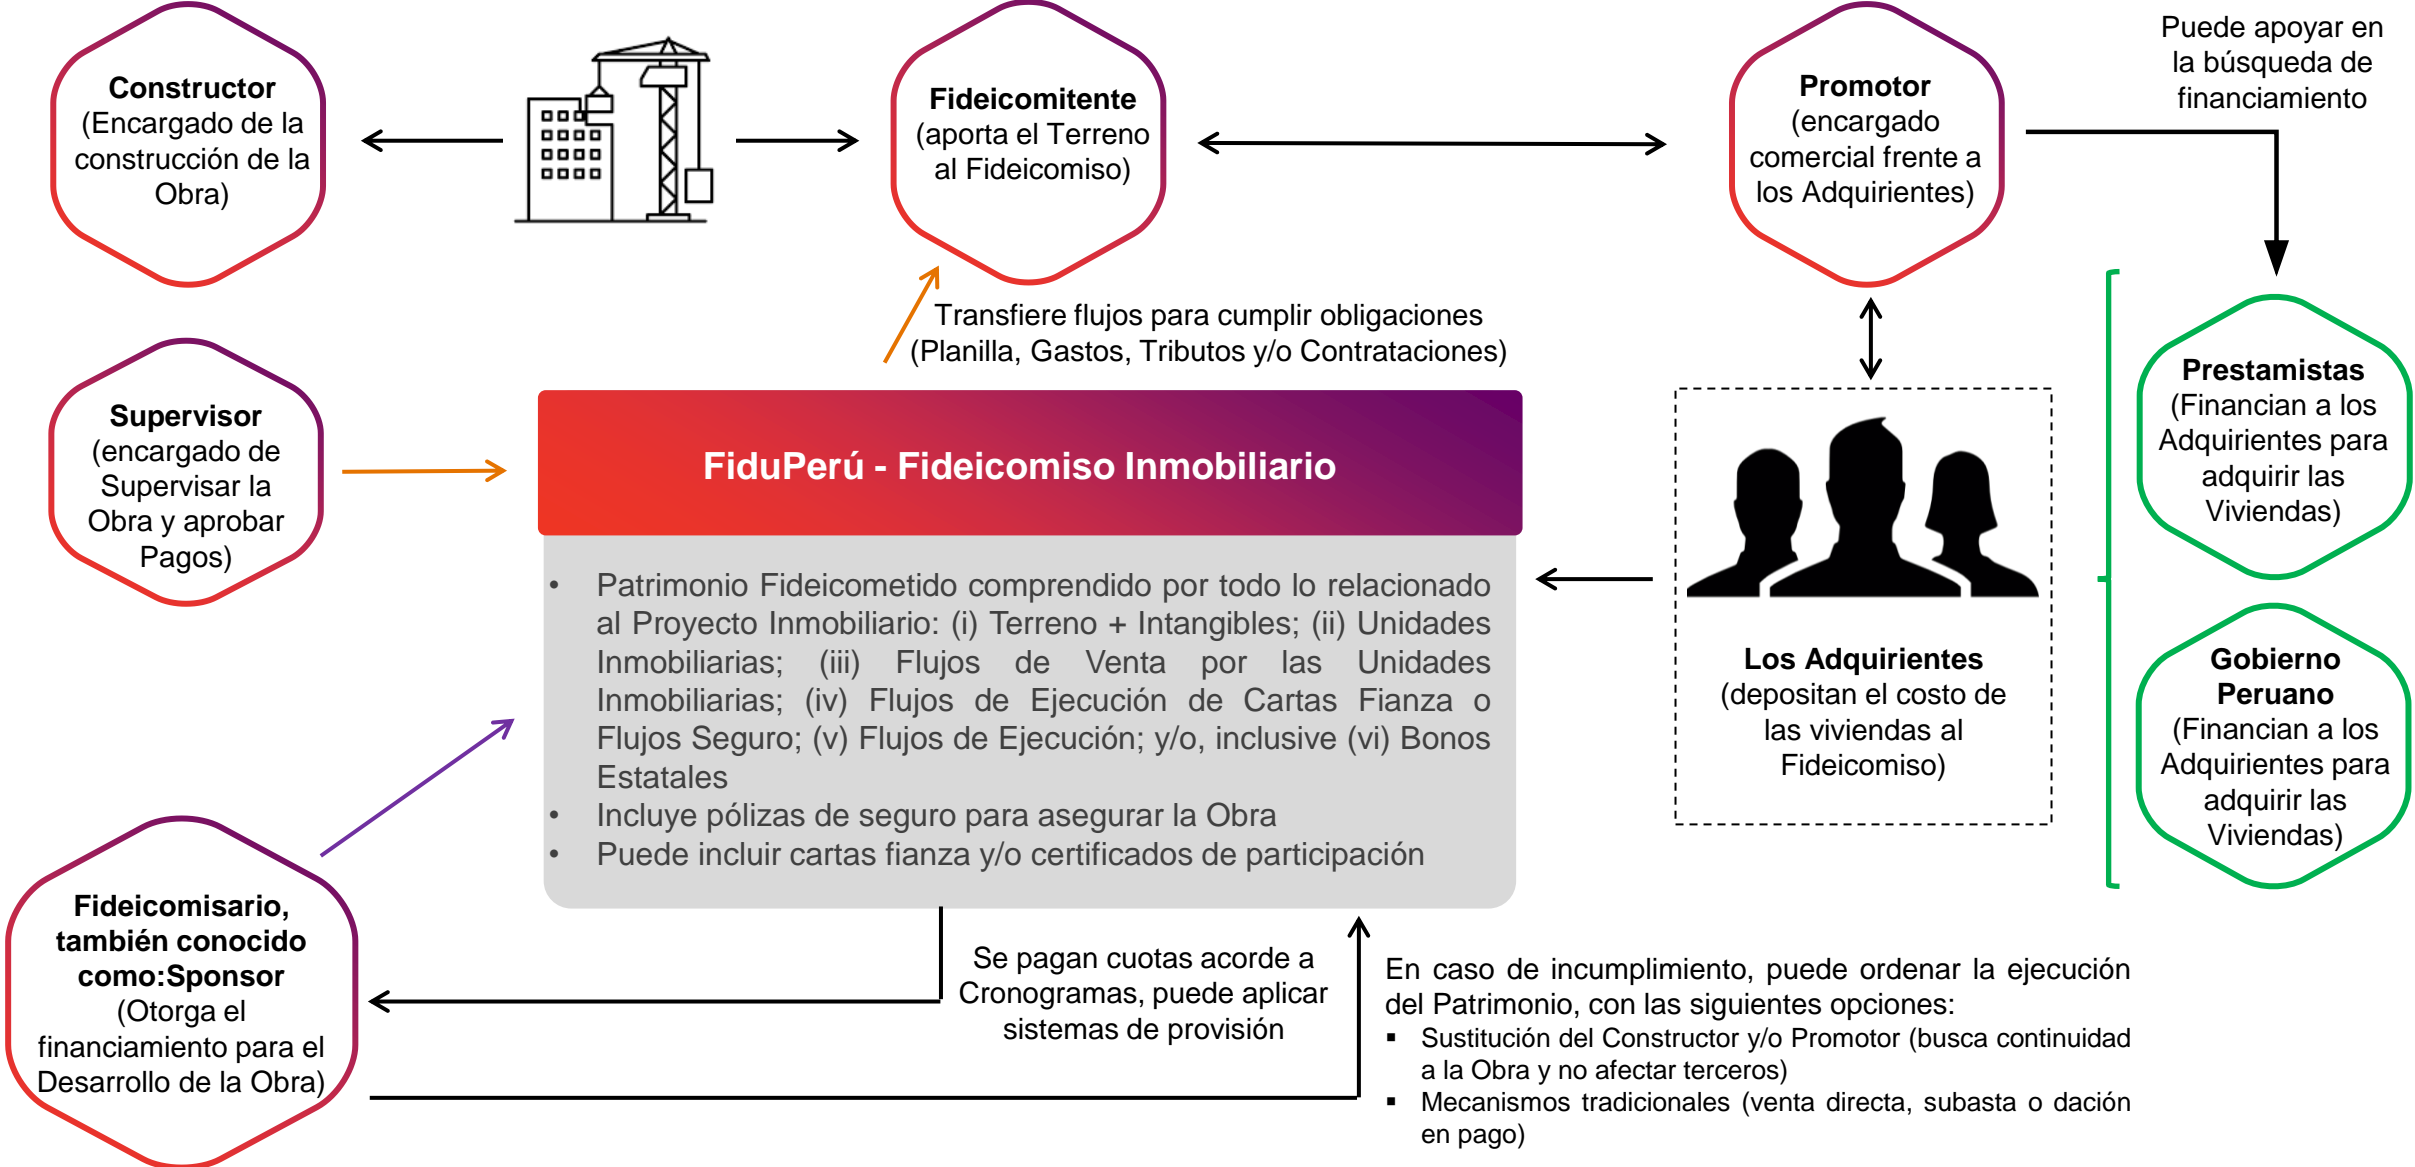 Constructor
(Encargado de la
construcción de la
Obra)
Fideicomitente
(aporta el Terreno
al Fideicomiso)
Promotor
(encargado
comercial frente a
los Adquirientes)
Puede apoyar en
la búsqueda de
financiamiento
Transfiere flujos para cumplir obligaciones
(Planilla, Gastos, Tributos y/o Contrataciones)
Supervisor
(encargado de
Supervisar la
Obra y aprobar
Pagos)
FiduPerú - Fideicomiso Inmobiliario
• Patrimonio Fideicometido comprendido por todo lo relacionado
al Proyecto Inmobiliario: (i) Terreno + Intangibles; (ii) Unidades
Inmobiliarias; (iii) Flujos de Venta por las Unidades
Inmobiliarias; (iv) Flujos de Ejecución de Cartas Fianza o
Flujos Seguro; (v) Flujos de Ejecución; y/o, inclusive (vi) Bonos
Estatales
• Incluye pólizas de seguro para asegurar la Obra
• Puede incluir cartas fianza y/o certificados de participación
Los Adquirientes
(depositan el costo de
las viviendas al
Fideicomiso)
Prestamistas
(Financian a los
Adquirientes para
adquirir las
Viviendas)
Gobierno
Peruano
(Financian a los
Adquirientes para
adquirir las
Viviendas)
Fideicomisario,
también conocido
como:Sponsor
(Otorga el
financiamiento para el
Desarrollo de la Obra)
Se pagan cuotas acorde a
Cronogramas, puede aplicar
sistemas de provisión
En caso de incumplimiento, puede ordenar la ejecución
del Patrimonio, con las siguientes opciones:
▪ Sustitución del Constructor y/o Promotor (busca continuidad
a la Obra y no afectar terceros)
▪ Mecanismos tradicionales (venta directa, subasta o dación
en pago)